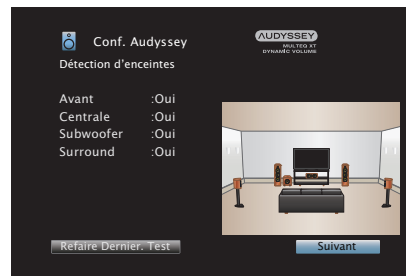 Conf. Audyssey
AUDYSSEY
MULTEQ XT
DYNAMIC VOLUME
Détection d'enceintes
Avant :Oui
Centrale :Oui
Subwoofer :Oui
Surround :Oui
Refaire Dernier. Test
Suivant